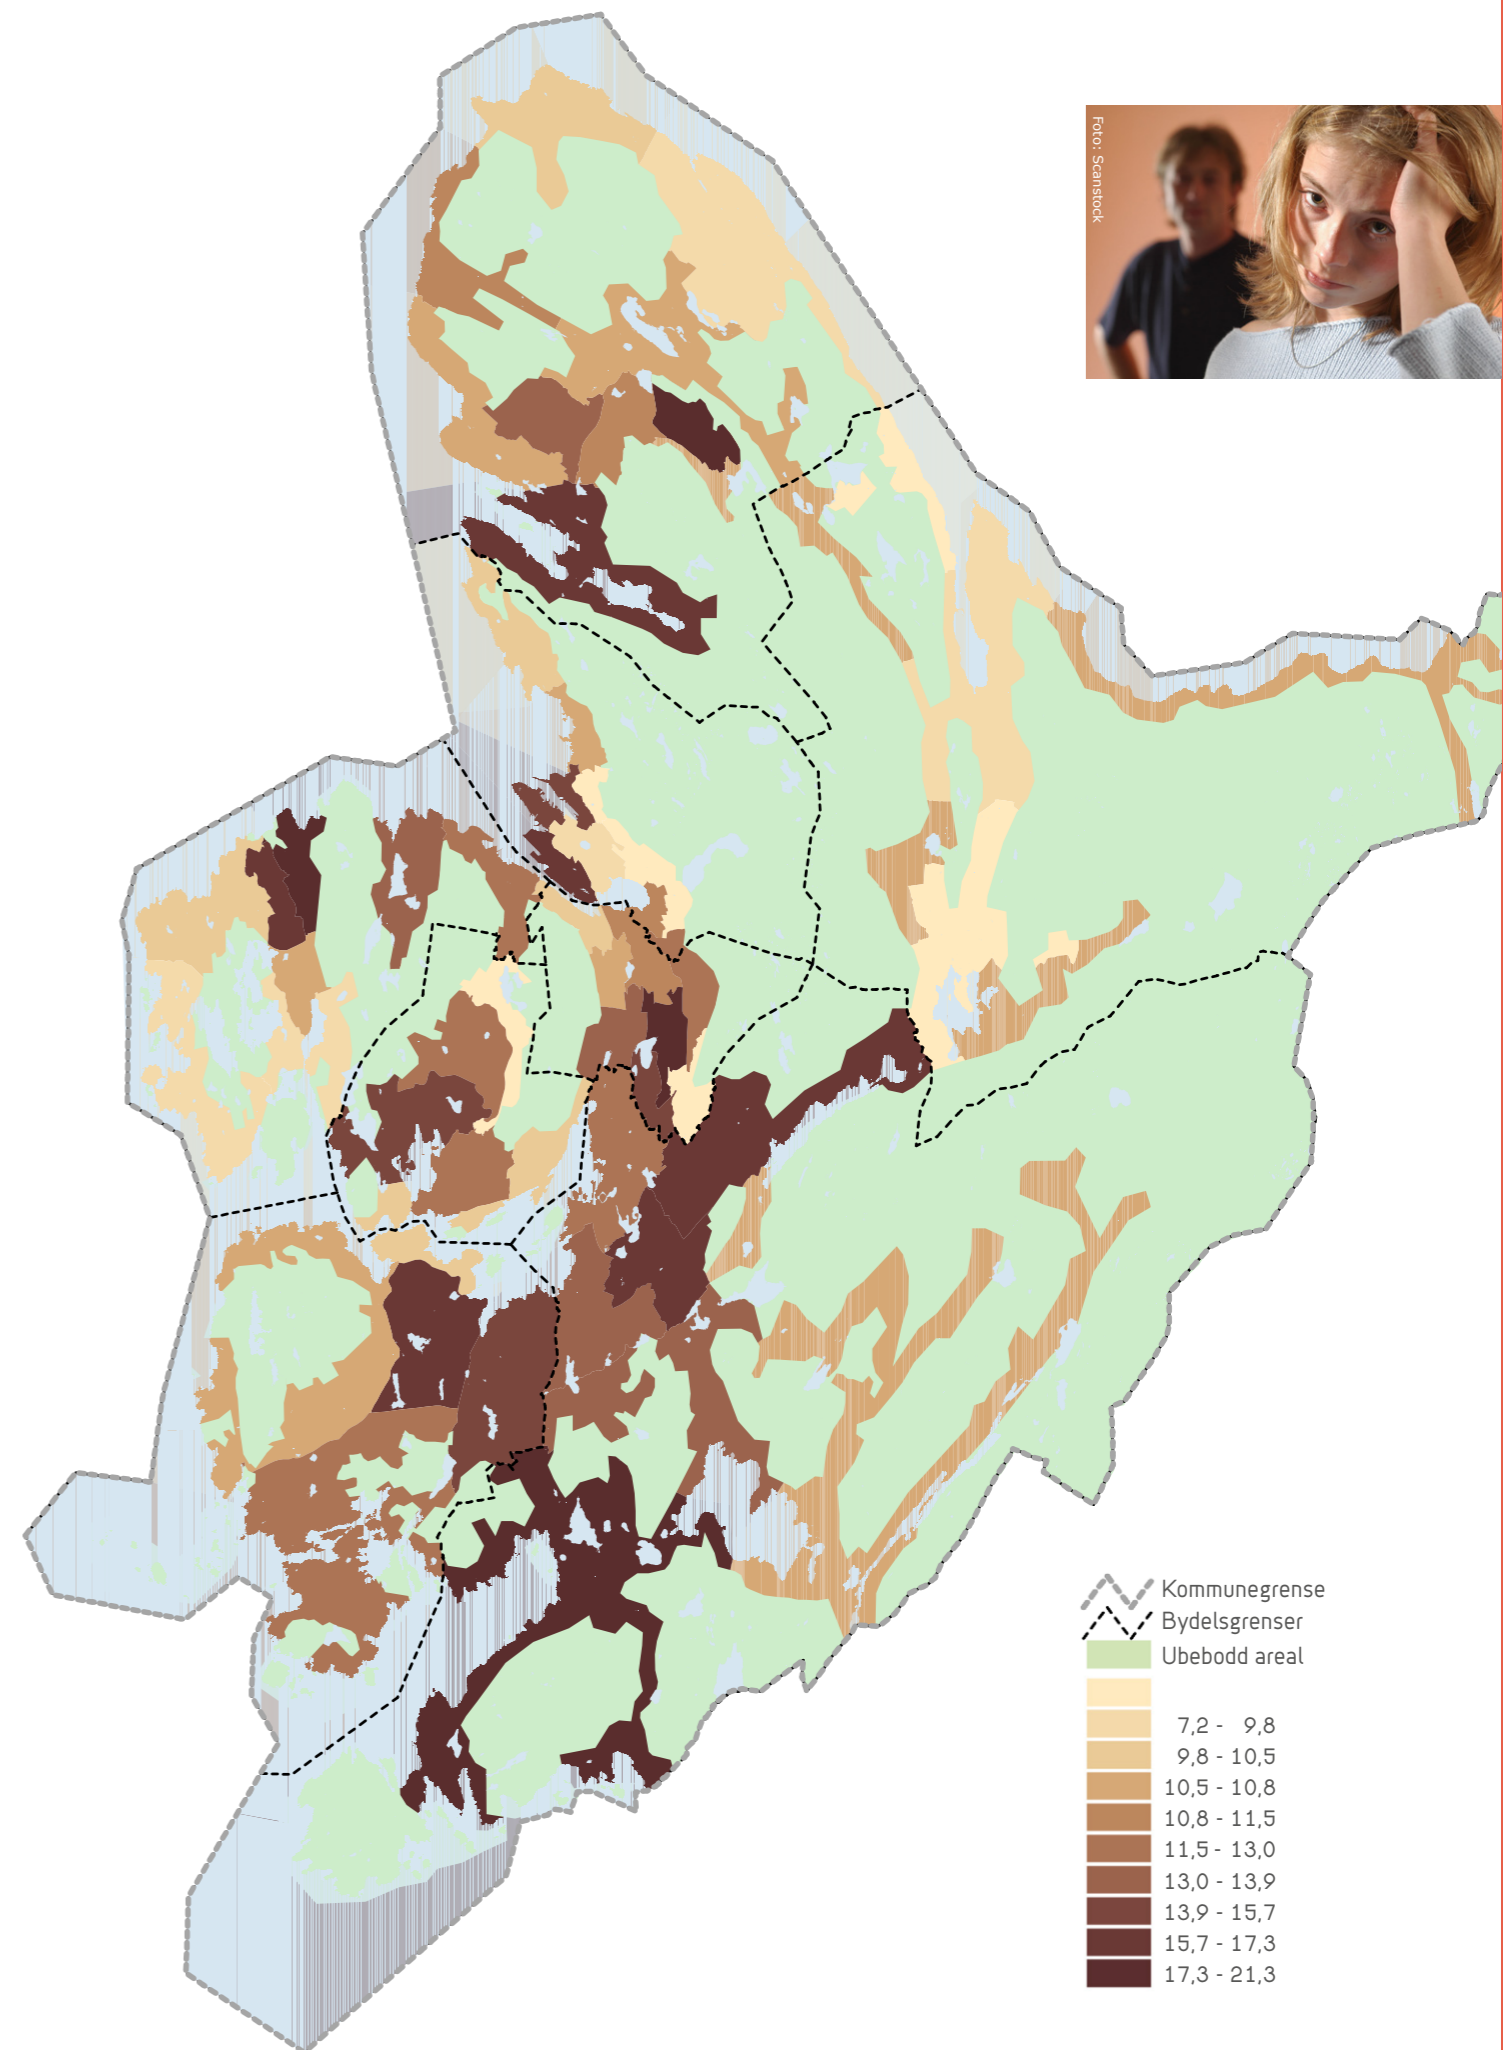 Foto: Scanstock
Kommunegrense
Bydelsgrenser
Ubebodd areal
7,2 - 9,8
9,8 - 10,5
10,5 - 10,8
10,8 - 11,5
11,5 - 13,0
13,0 - 13,9
13,9 - 15,7
15,7 - 17,3
17,3 - 21,3